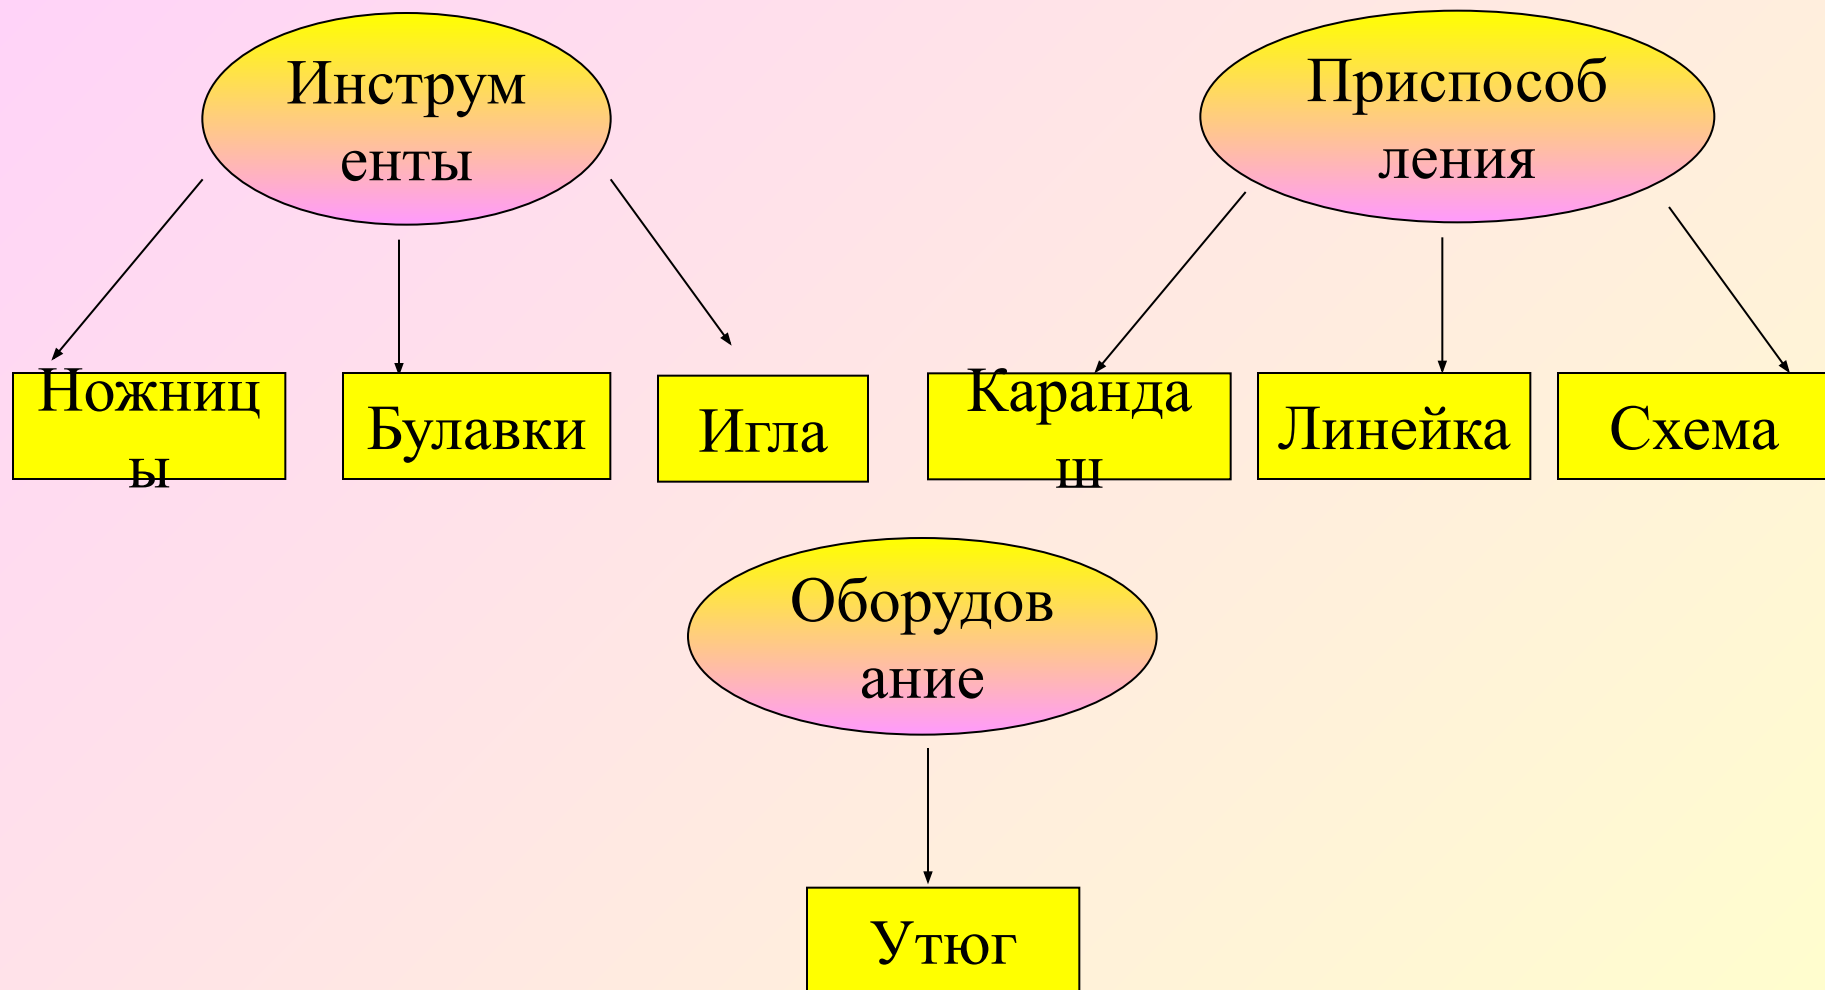 Инструм
енты
Приспособ
ления
Ножниц
ы
Булавки
Игла
Каранда
ш
Линейка
Схема
Оборудов
ание
Утюг